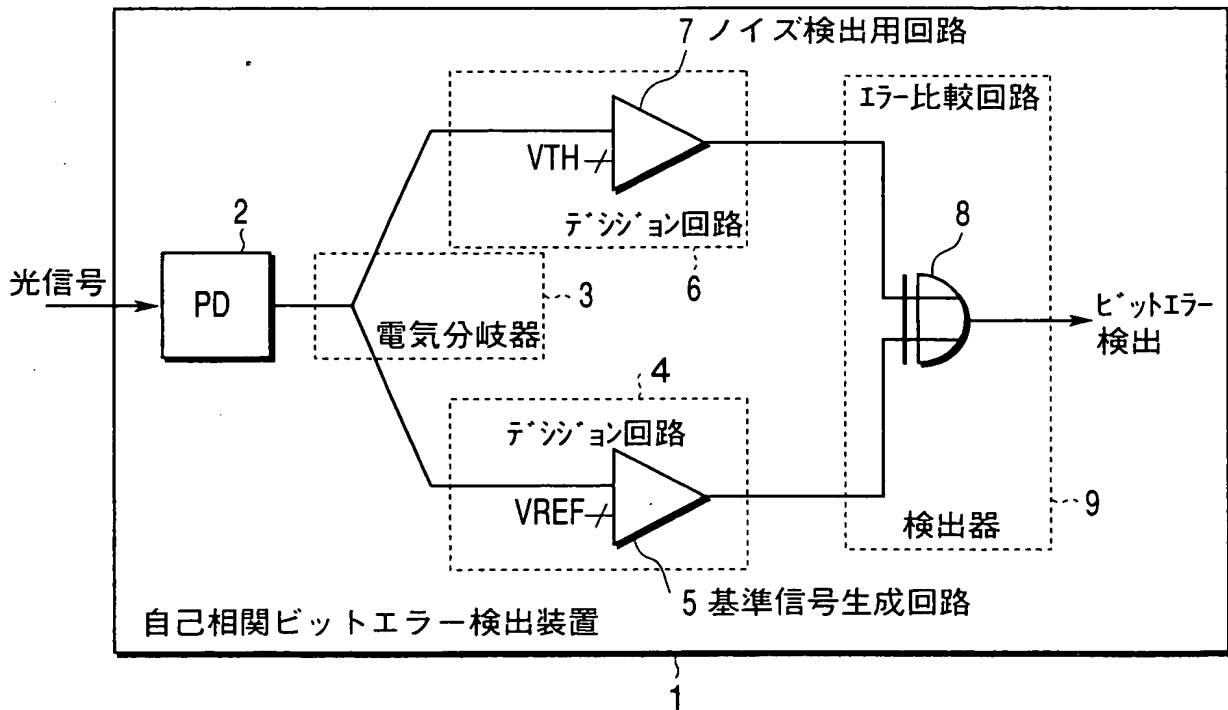 7 ノイズ検出用回路
エラー比較回路
VTH
デシジョン回路
6
8
2
光信号
PD
3
電気分岐器
ビットエラー
検出
4
デシジョン回路
VREF
検出器
9
5 基準信号生成回路
自己相関ビットエラー検出装置
1